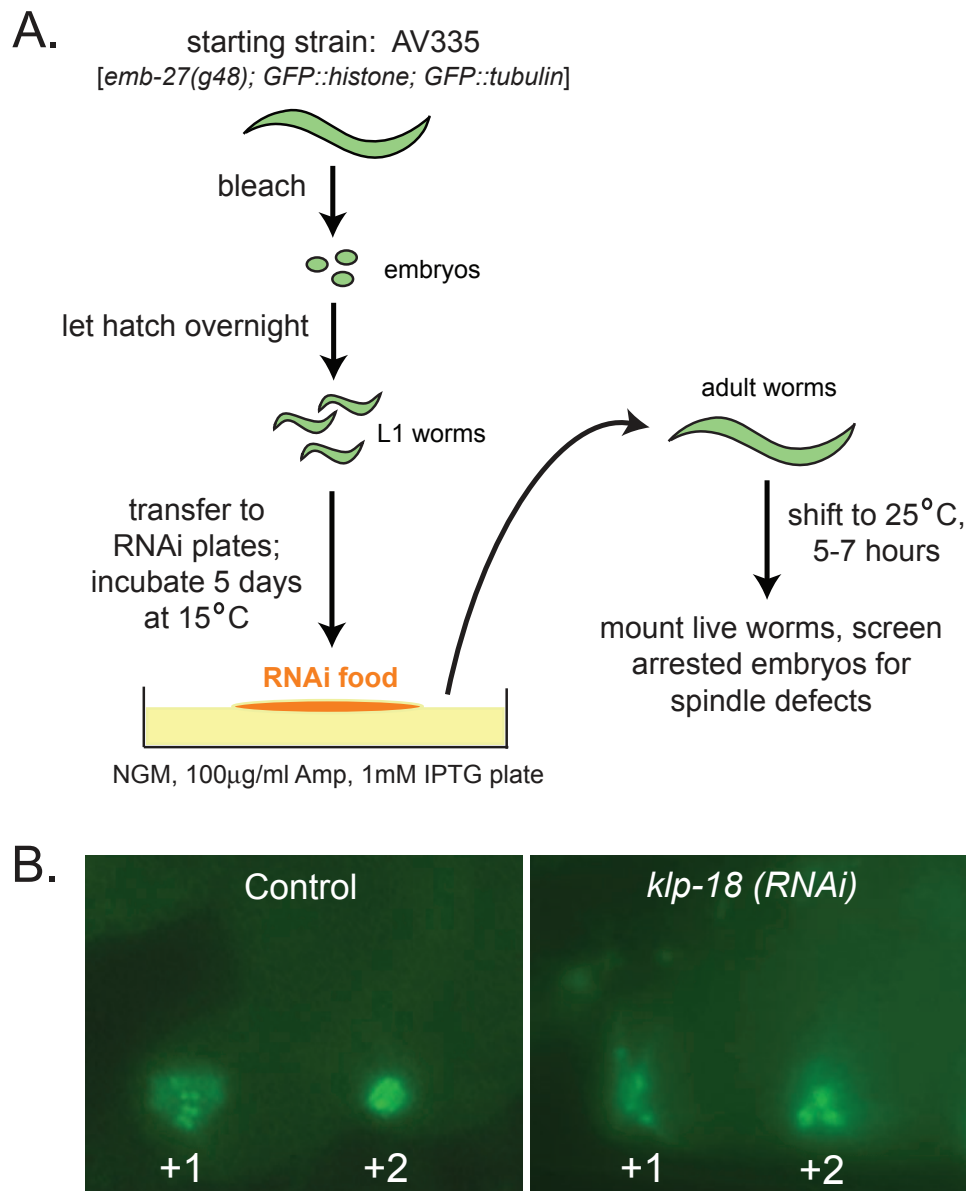 A.
starting strain: AV335
[emb-27(g48); GFP::histone; GFP::tubulin]
bleach
embryos
let hatch overnight
L1 worms
transfer to
RNAi plates;
incubate 5 days
at 15°C
RNAi food
NGM, 100μg/ml Amp, 1mM IPTG plate
adult worms
shift to 25°C,
5-7 hours
mount live worms, screen
arrested embryos for
spindle defects
B.
Control
+1 +2
klp-18 (RNAi)
+1 +2